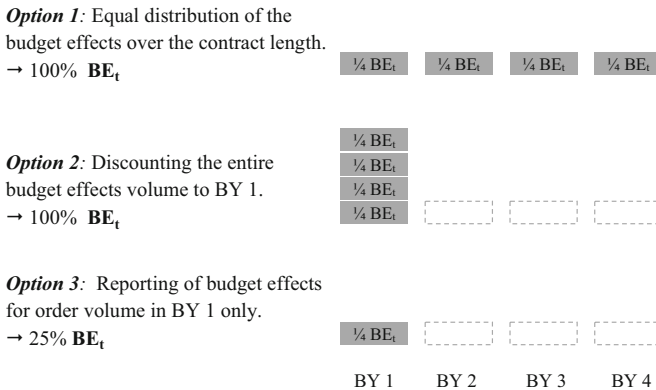 Option 1: Equal distribution of the
budget effects over the contract length.
→ 100% BEt
¼ BEt ¼ BEt ¼ BEt ¼ BEt
¼ BEt
Option 2: Discounting the entire
¼ BEt
budget effects volume to BY 1.
¼ BEt
→ 100% BEt
¼ BEt
Option 3: Reporting of budget effects
for order volume in BY 1 only.
→ 25% BEt
¼ BEt
BY 1 BY 2 BY 3 BY 4